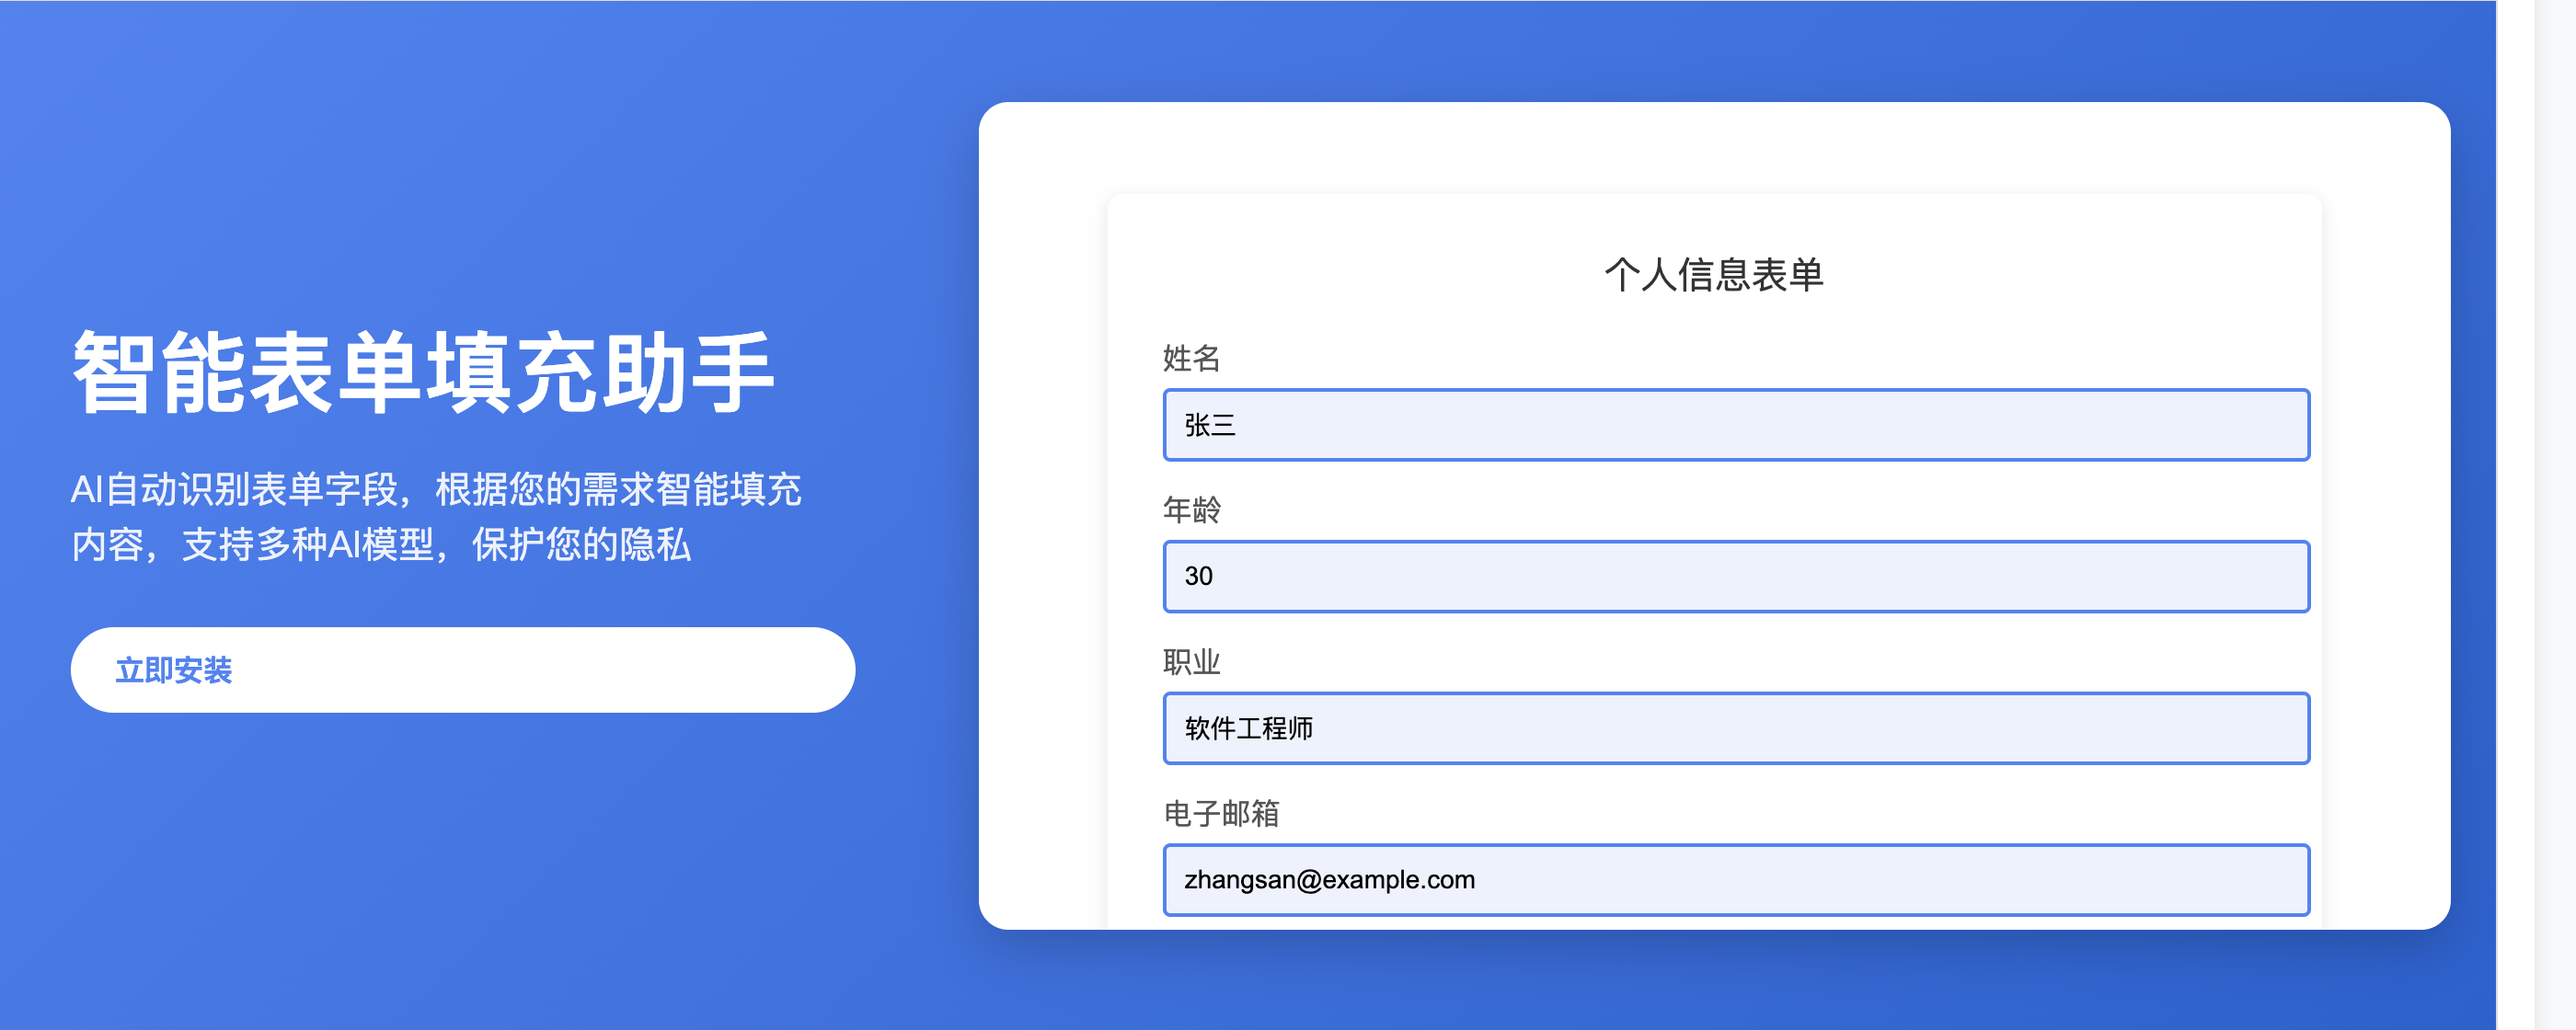 智能表单填充助手
AI自动识别表单字段，根据您的需求智能填充
内容，支持多种AI模型，保护您的隐私
立即安装
个人信息表单
姓名
张三
年龄
30
职业
软件工程师
电子邮箱
zhangsan@example.com